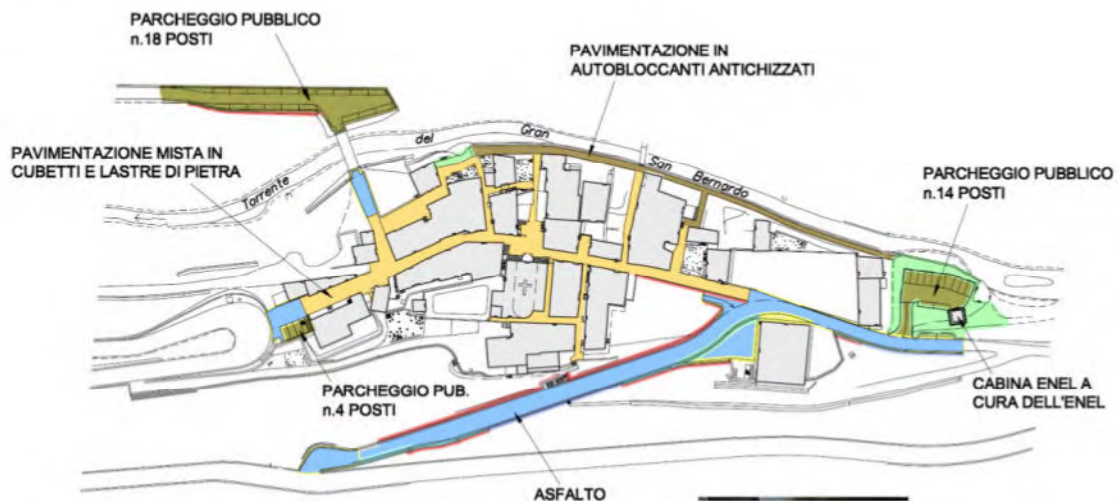 PARCHEGGIO PUBBLICO
n.18 POSTI
PAVIMENTAZIONE IN
AUTOBLOCCANTI ANTICHIZZATI
PAVIMENTAZIONE MISTA IN
CUBETTI E LASTRE DI PIETRA
Torrente del Gran San Bernardo
PARCHEGGIO PUBBLICO
n.14 POSTI
PARCHEGGIO PUB.
n.4 POSTI
CABINA ENEL A
CURA DELL'ENEL
ASFALTO